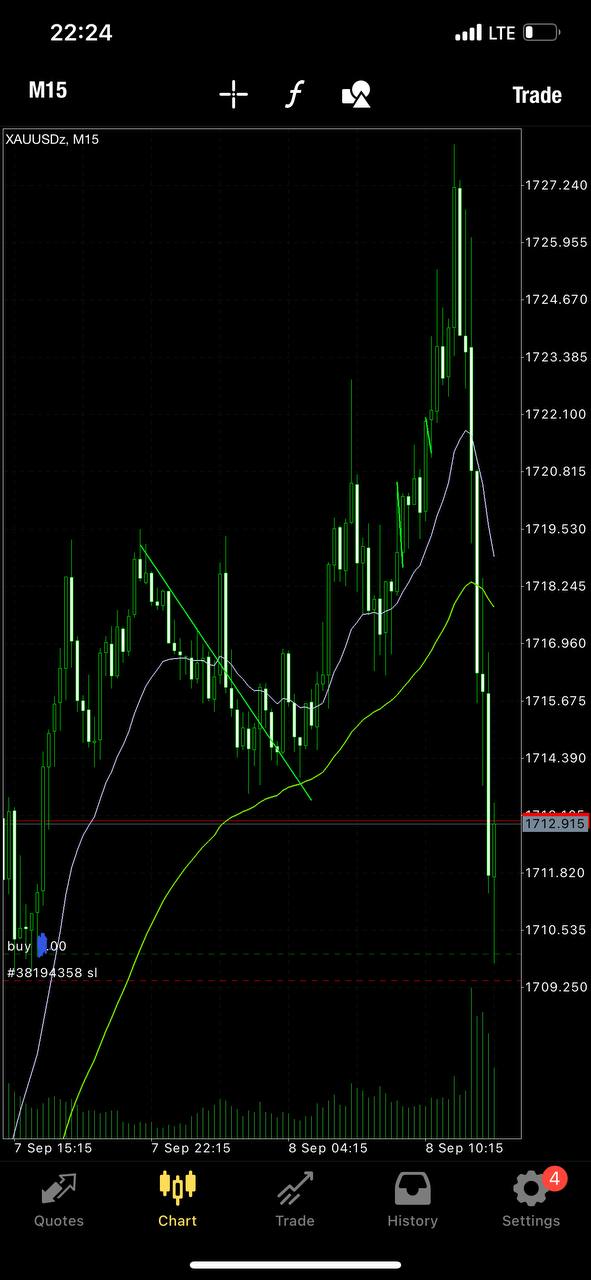 22:24
LTE
M15
f
Trade
XAUUSDz, M15
1727.240
1725.955
1724.670
1723.385
1722.100
1720.815
1719.530
1718.245
1716.960
1715.675
1714.390
1712.915
1711.820
1710.535
buy .00
#38194358 sl
1709.250
7 Sep 15:15
7 Sep 22:15
8 Sep 04:15
8 Sep 10:15
4
Quotes
Chart
Trade
History
Settings